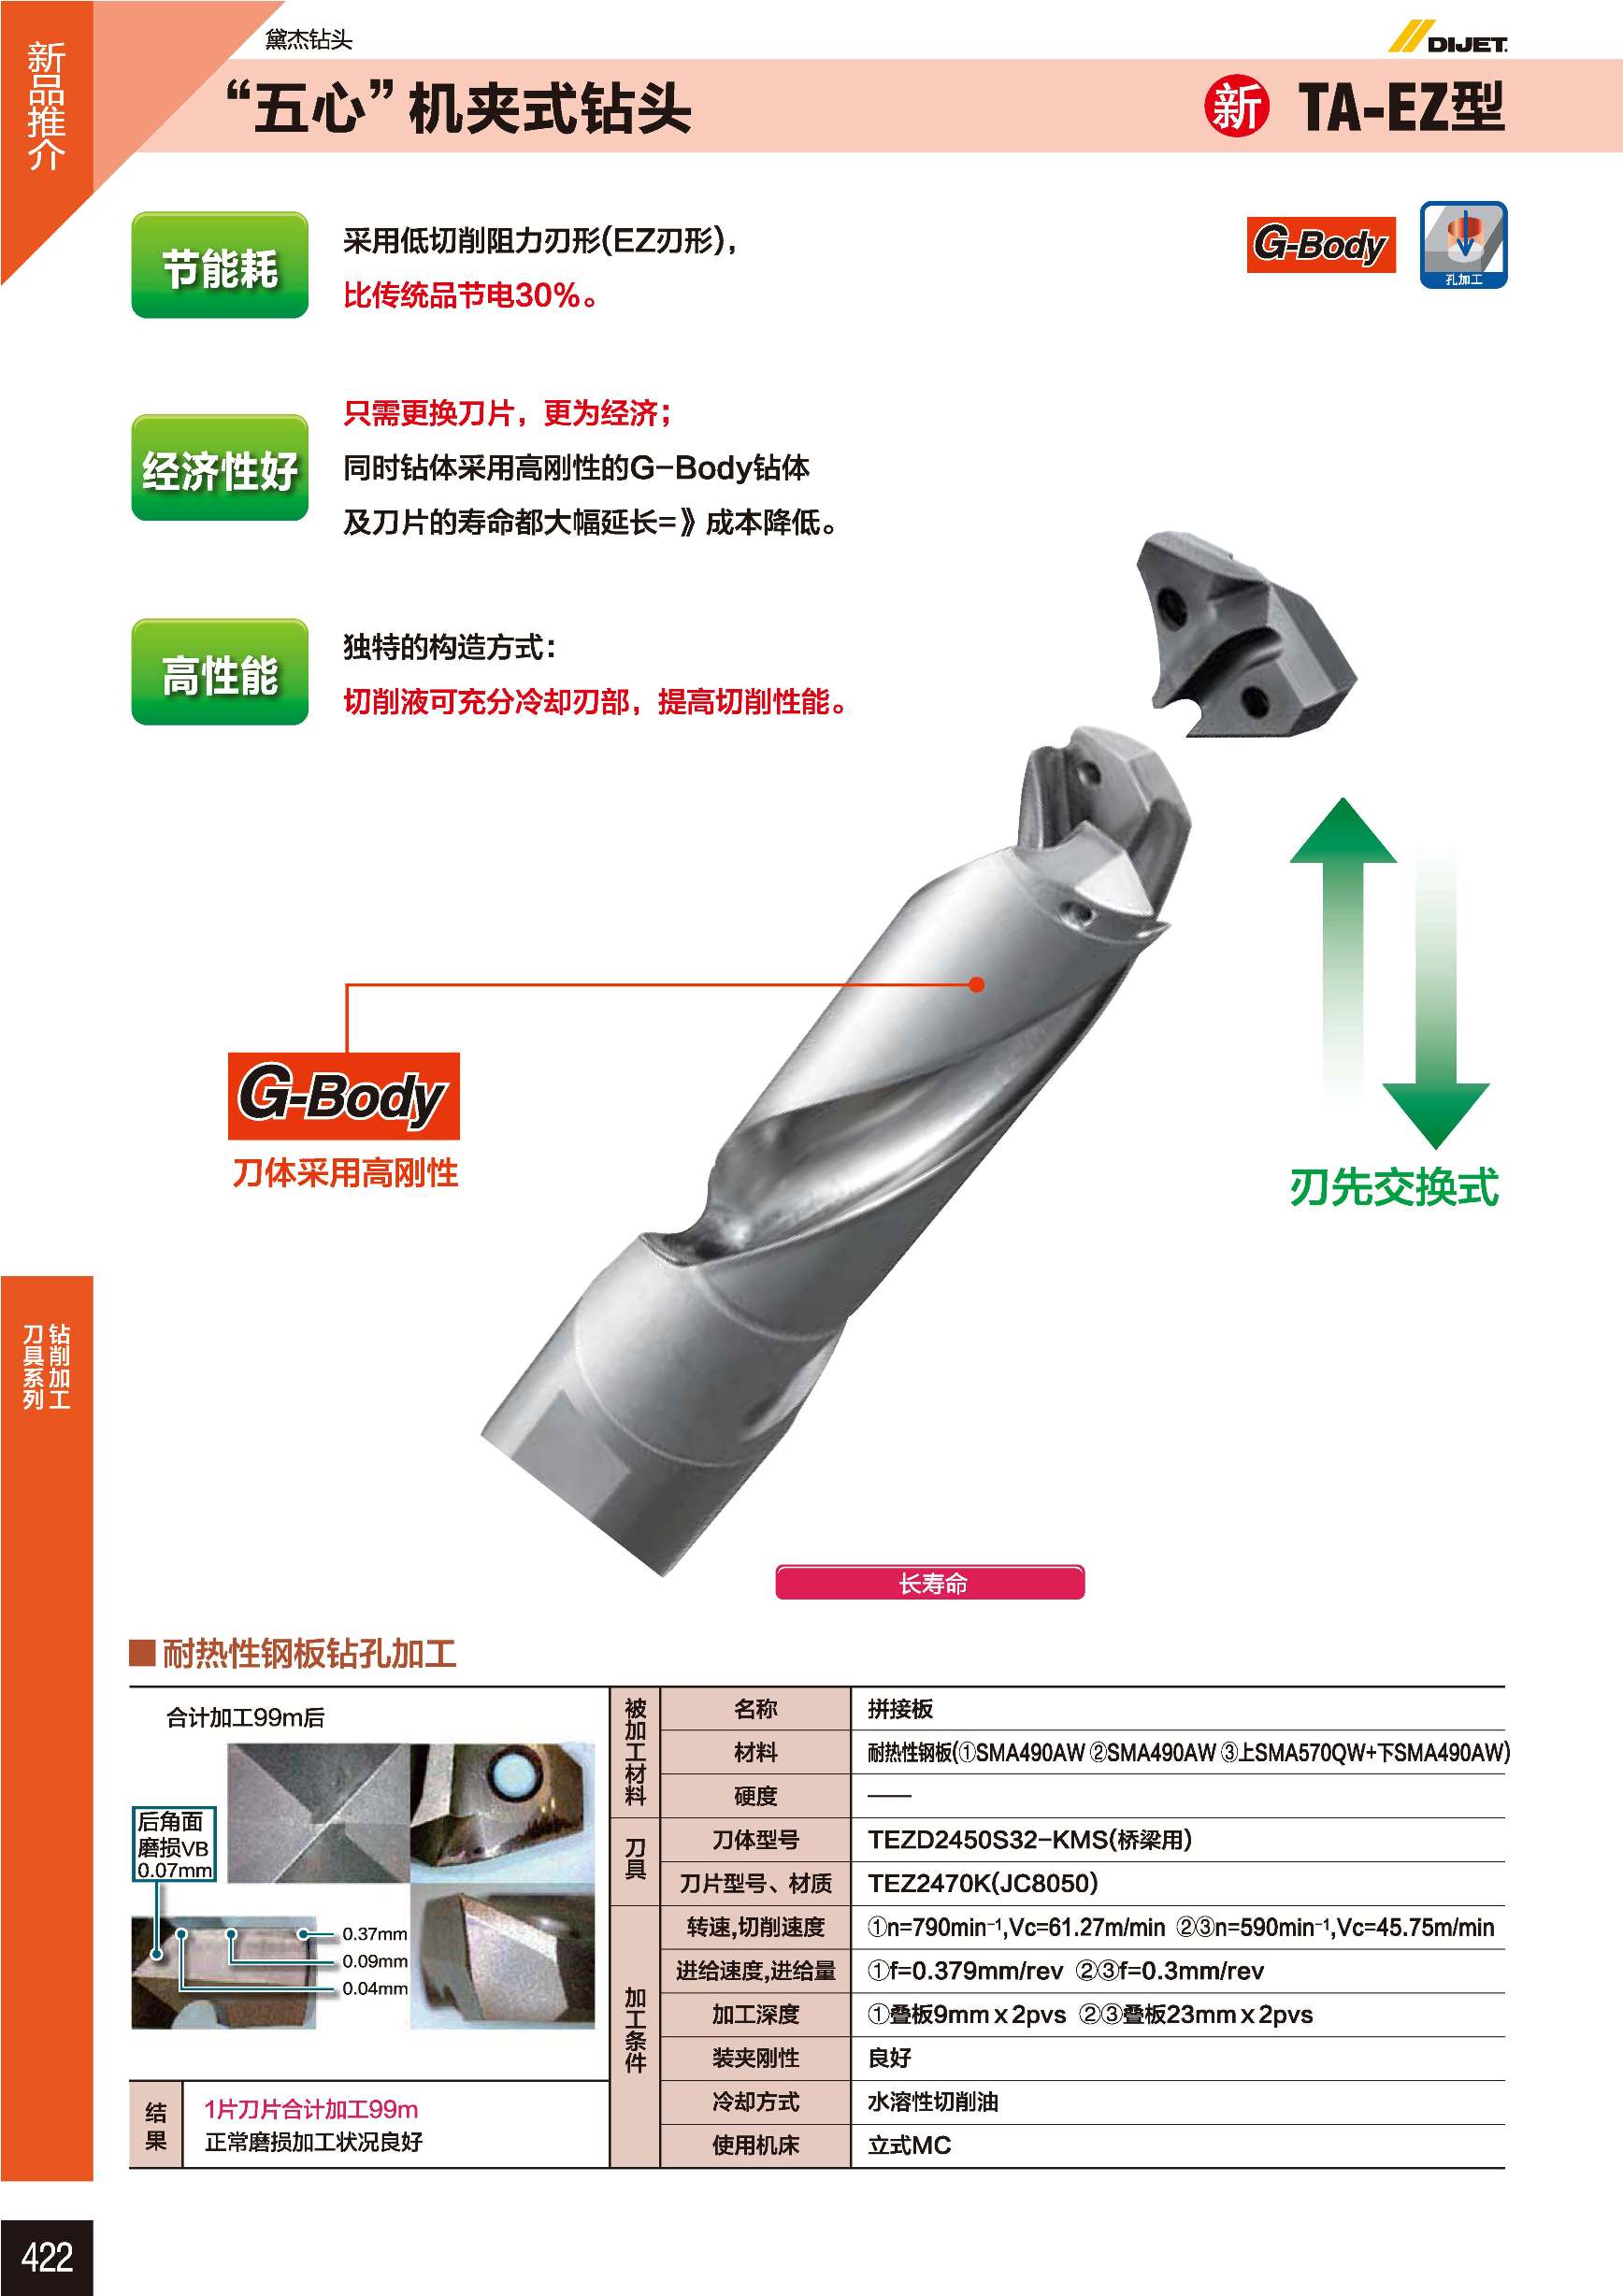 新品推介
黛杰钻头
DIJET
“五心”机夹式钻头
新 TA-EZ型
节能耗
采用低切削阻力刃形(EZ刃形),
比传统品节电30%。
G-Body
孔加工
经济性好
只需更换刀片，更为经济；
同时钻体采用高刚性的G-Body钻体
及刀片的寿命都大幅延长=》成本降低。
高性能
独特的构造方式：
切削液可充分冷却刃部，提高切削性能。
G-Body
刀体采用高刚性
刃先交换式
钻削加工
刀具系列
长寿命
■耐热性钢板钻孔加工
合计加工99m后
后角面
磨损VB
0.07mm
0.37mm
0.09mm
0.04mm
结果
1片刀片合计加工99m
正常磨损加工状况良好
被加工材料
名称 拼接板
材料 耐热性钢板(①SMA490AW ②SMA490AW ③上SMA570QW+下SMA490AW)
硬度 ——
刀具
刀体型号 TEZD2450S32-KMS(桥梁用)
刀片型号、材质 TEZ2470K(JC8050)
加工条件
转速,切削速度 ①n=790min⁻¹,Vc=61.27m/min ②③n=590min⁻¹,Vc=45.75m/min
进给速度,进给量 ①f=0.379mm/rev ②③f=0.3mm/rev
加工深度 ①叠板9mm x 2pvs ②③叠板23mm x 2pvs
装夹刚性 良好
冷却方式 水溶性切削油
使用机床 立式MC
422